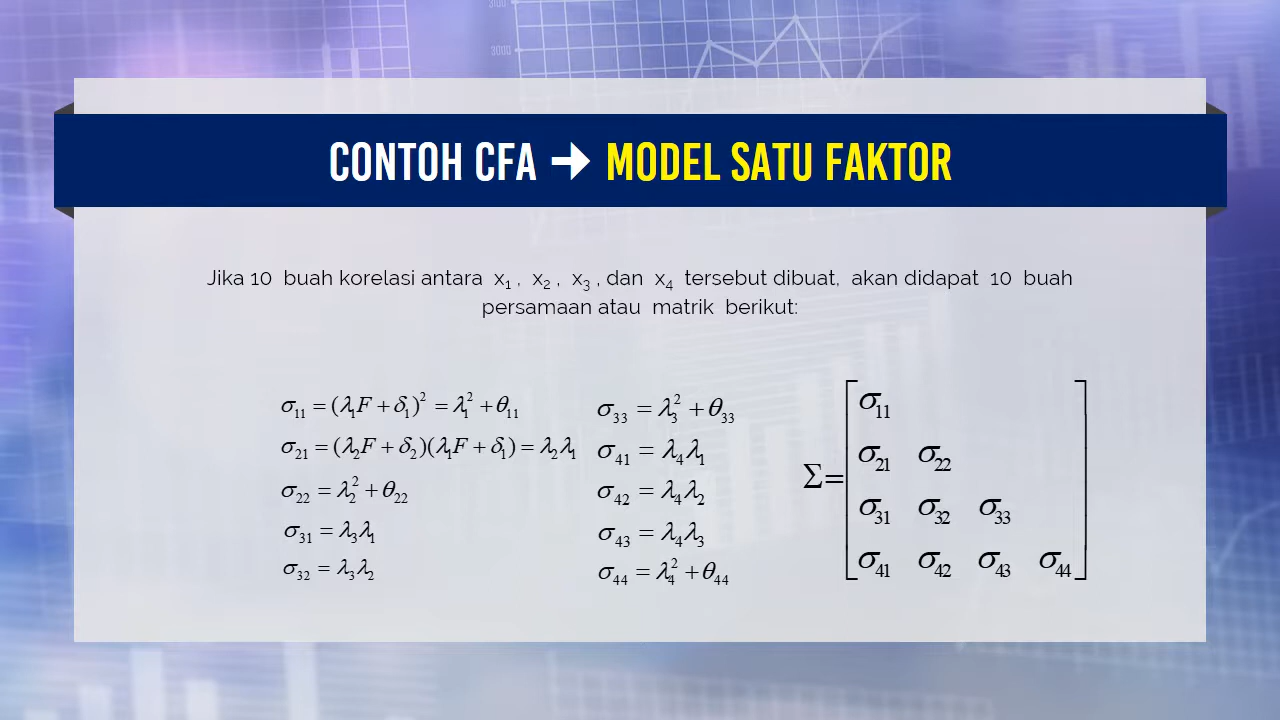 3100
3000
CONTOH CFA ➜ MODEL SATU FAKTOR
Jika 10 buah korelasi antara x₁ , x₂ , x₃ , dan x₄ tersebut dibuat, akan didapat 10 buah
persamaan atau matrik berikut:
σ₁₁ = (λ₁F + δ₁)² = λ₁² + θ₁₁
σ₂₁ = (λ₂F + δ₂)(λ₁F + δ₁) = λ₂λ₁
σ₂₂ = λ₂² + θ₂₂
σ₃₁ = λ₃λ₁
σ₃₂ = λ₃λ₂
σ₃₃ = λ₃² + θ₃₃
σ₄₁ = λ₄λ₁
σ₄₂ = λ₄λ₂
σ₄₃ = λ₄λ₃
σ₄₄ = λ₄² + θ₄₄
Σ =
σ₁₁
σ₂₁ σ₂₂
σ₃₁ σ₃₂ σ₃₃
σ₄₁ σ₄₂ σ₄₃ σ₄₄